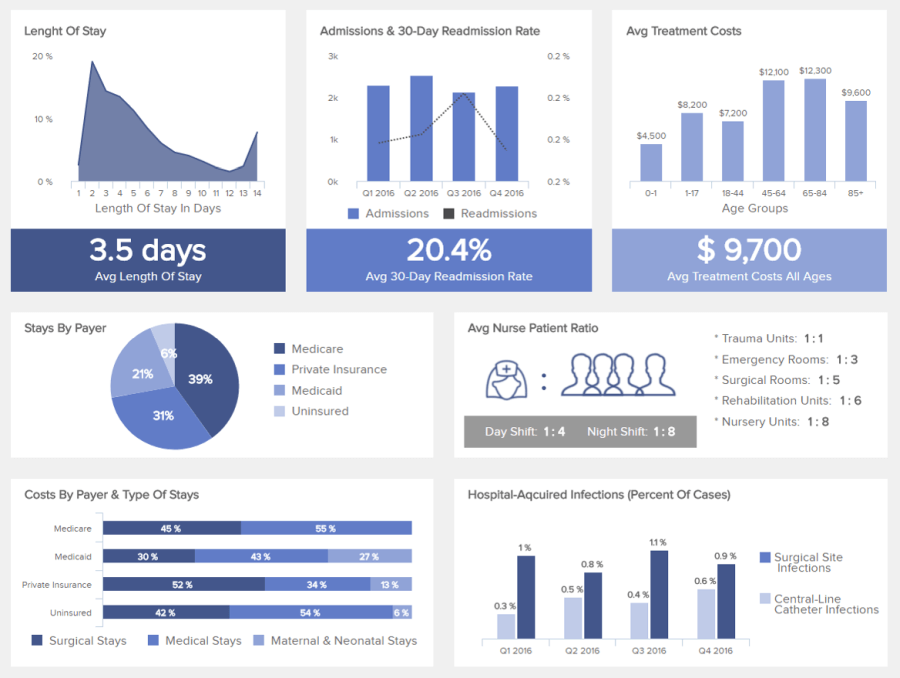 Lenght Of Stay
20 %
10 %
0 %
1 2 3 4 5 6 7 8 9 10 11 12 13 14
Length Of Stay In Days
3.5 days
Avg Length Of Stay
Admissions & 30-Day Readmission Rate
3k
2k
1k
0k
0.2 %
0.2 %
0.2 %
0.2 %
Q1 2016 Q2 2016 Q3 2016 Q4 2016
Admissions Readmissions
20.4%
Avg 30-Day Readmission Rate
Avg Treatment Costs
$4,500 $8,200 $7,200 $12,100 $12,300 $9,600
0-1 1-17 18-44 45-64 65-84 85+
Age Groups
$ 9,700
Avg Treatment Costs All Ages
Stays By Payer
39%
31%
21%
6%
Medicare
Private Insurance
Medicaid
Uninsured
Avg Nurse Patient Ratio
:
Day Shift: 1 : 4 Night Shift: 1 : 8
* Trauma Units: 1 : 1
* Emergency Rooms: 1 : 3
* Surgical Rooms: 1 : 5
* Rehabilitation Units: 1 : 6
* Nursery Units: 1 : 8
Costs By Payer & Type Of Stays
Medicare 45 % 55 %
Medicaid 30 % 43 % 27 %
Private Insurance 52 % 34 % 13 %
Uninsured 42 % 54 % 6 %
Surgical Stays Medical Stays Maternal & Neonatal Stays
Hospital-Aqcuired Infections (Percent Of Cases)
0.3 % 1 % 0.5 % 0.8 % 0.4 % 1.1 % 0.6 % 0.9 %
Q1 2016 Q2 2016 Q3 2016 Q4 2016
Surgical Site
Infections
Central-Line
Catheter Infections